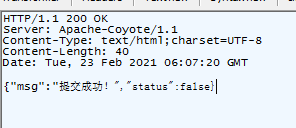 HTTP/1.1 200 OK
Server: Apache-Coyote/1.1
Content-Type: text/html;charset=UTF-8
Content-Length: 40
Date: Tue, 23 Feb 2021 06:07:20 GMT
{"msg":"提交成功!","status":false}